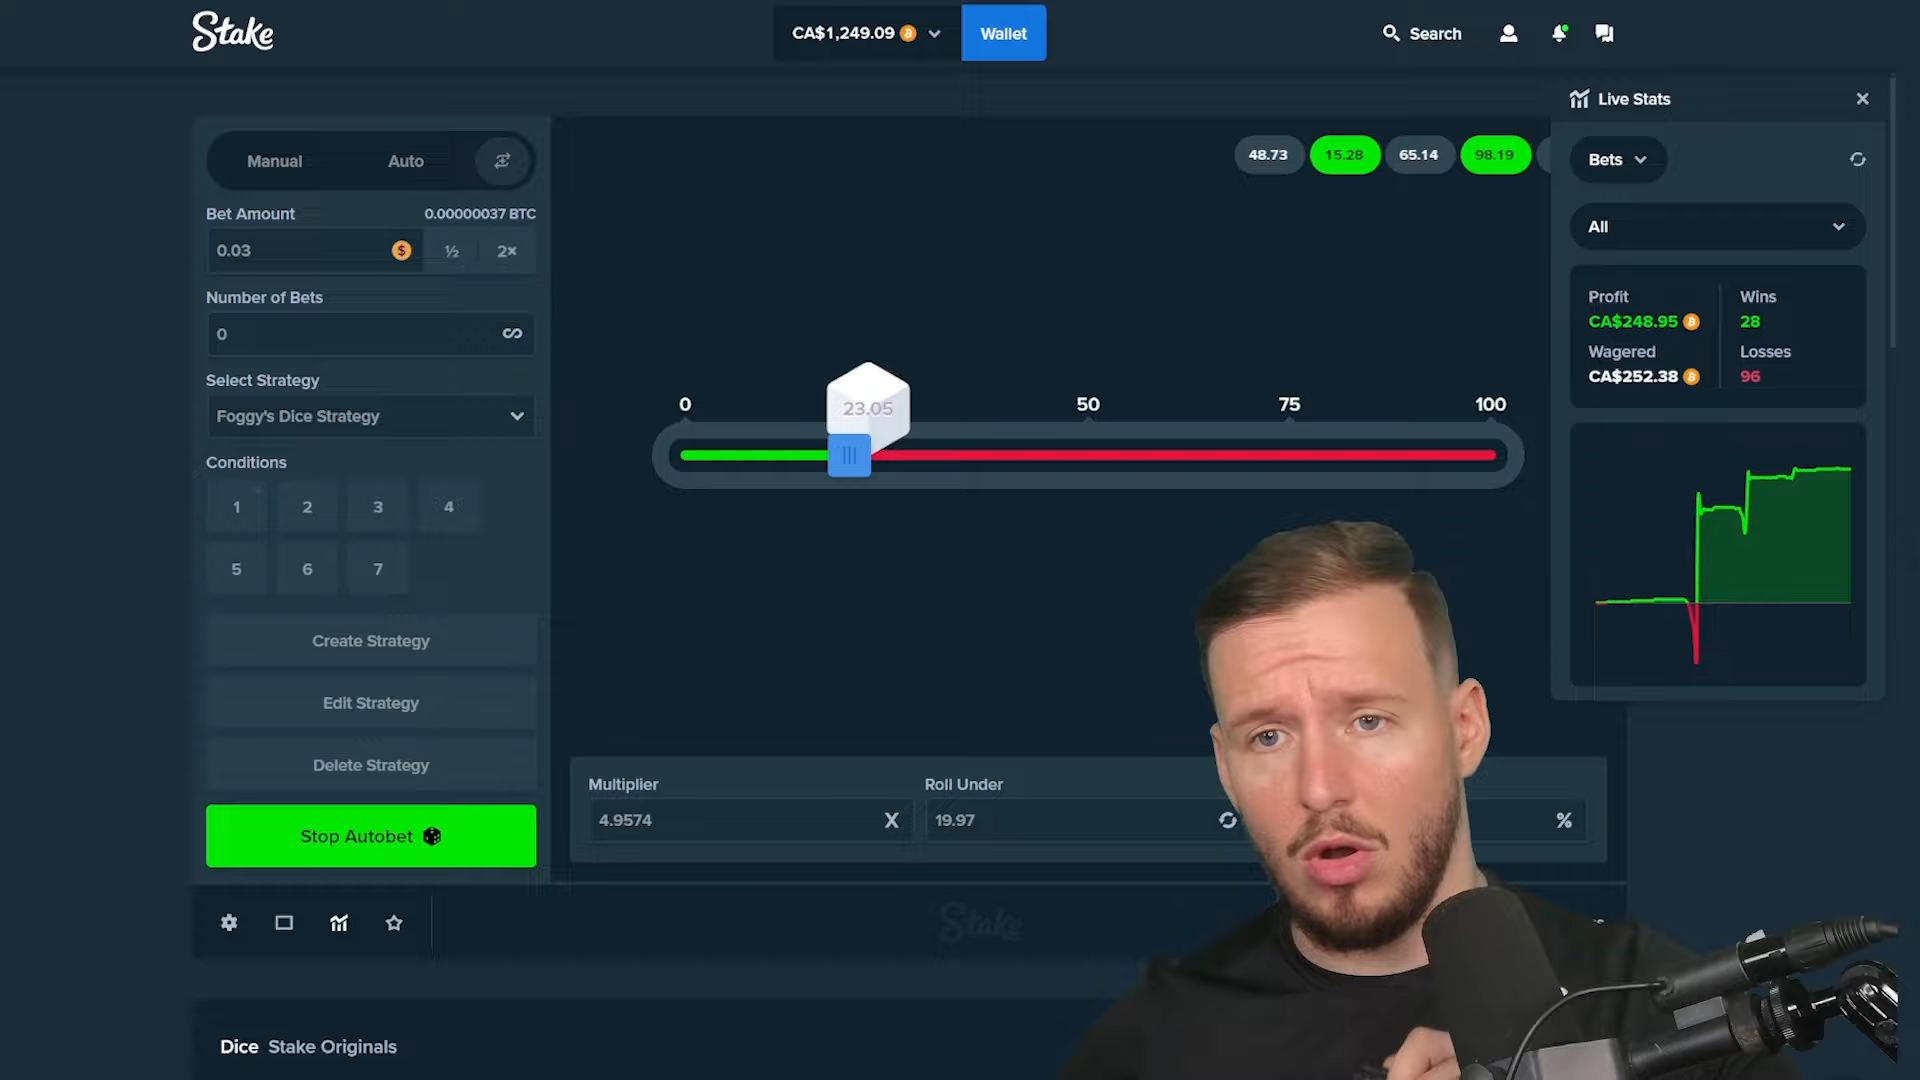 Stake
CA$1,249.09
Wallet
Search
Manual
Auto
Bet Amount
0.00000037 BTC
0.03
$
½
2×
Number of Bets
0
Select Strategy
Foggy's Dice Strategy
Conditions
1
2
3
4
5
6
7
Create Strategy
Edit Strategy
Delete Strategy
Stop Autobet
48.73
15.28
65.14
98.19
23.05
0
50
75
100
Multiplier
4.9574
X
Roll Under
19.97
%
Live Stats
Bets
All
Profit
CA$248.95
Wins
28
Wagered
CA$252.38
Losses
96
Stake
Dice Stake Originals